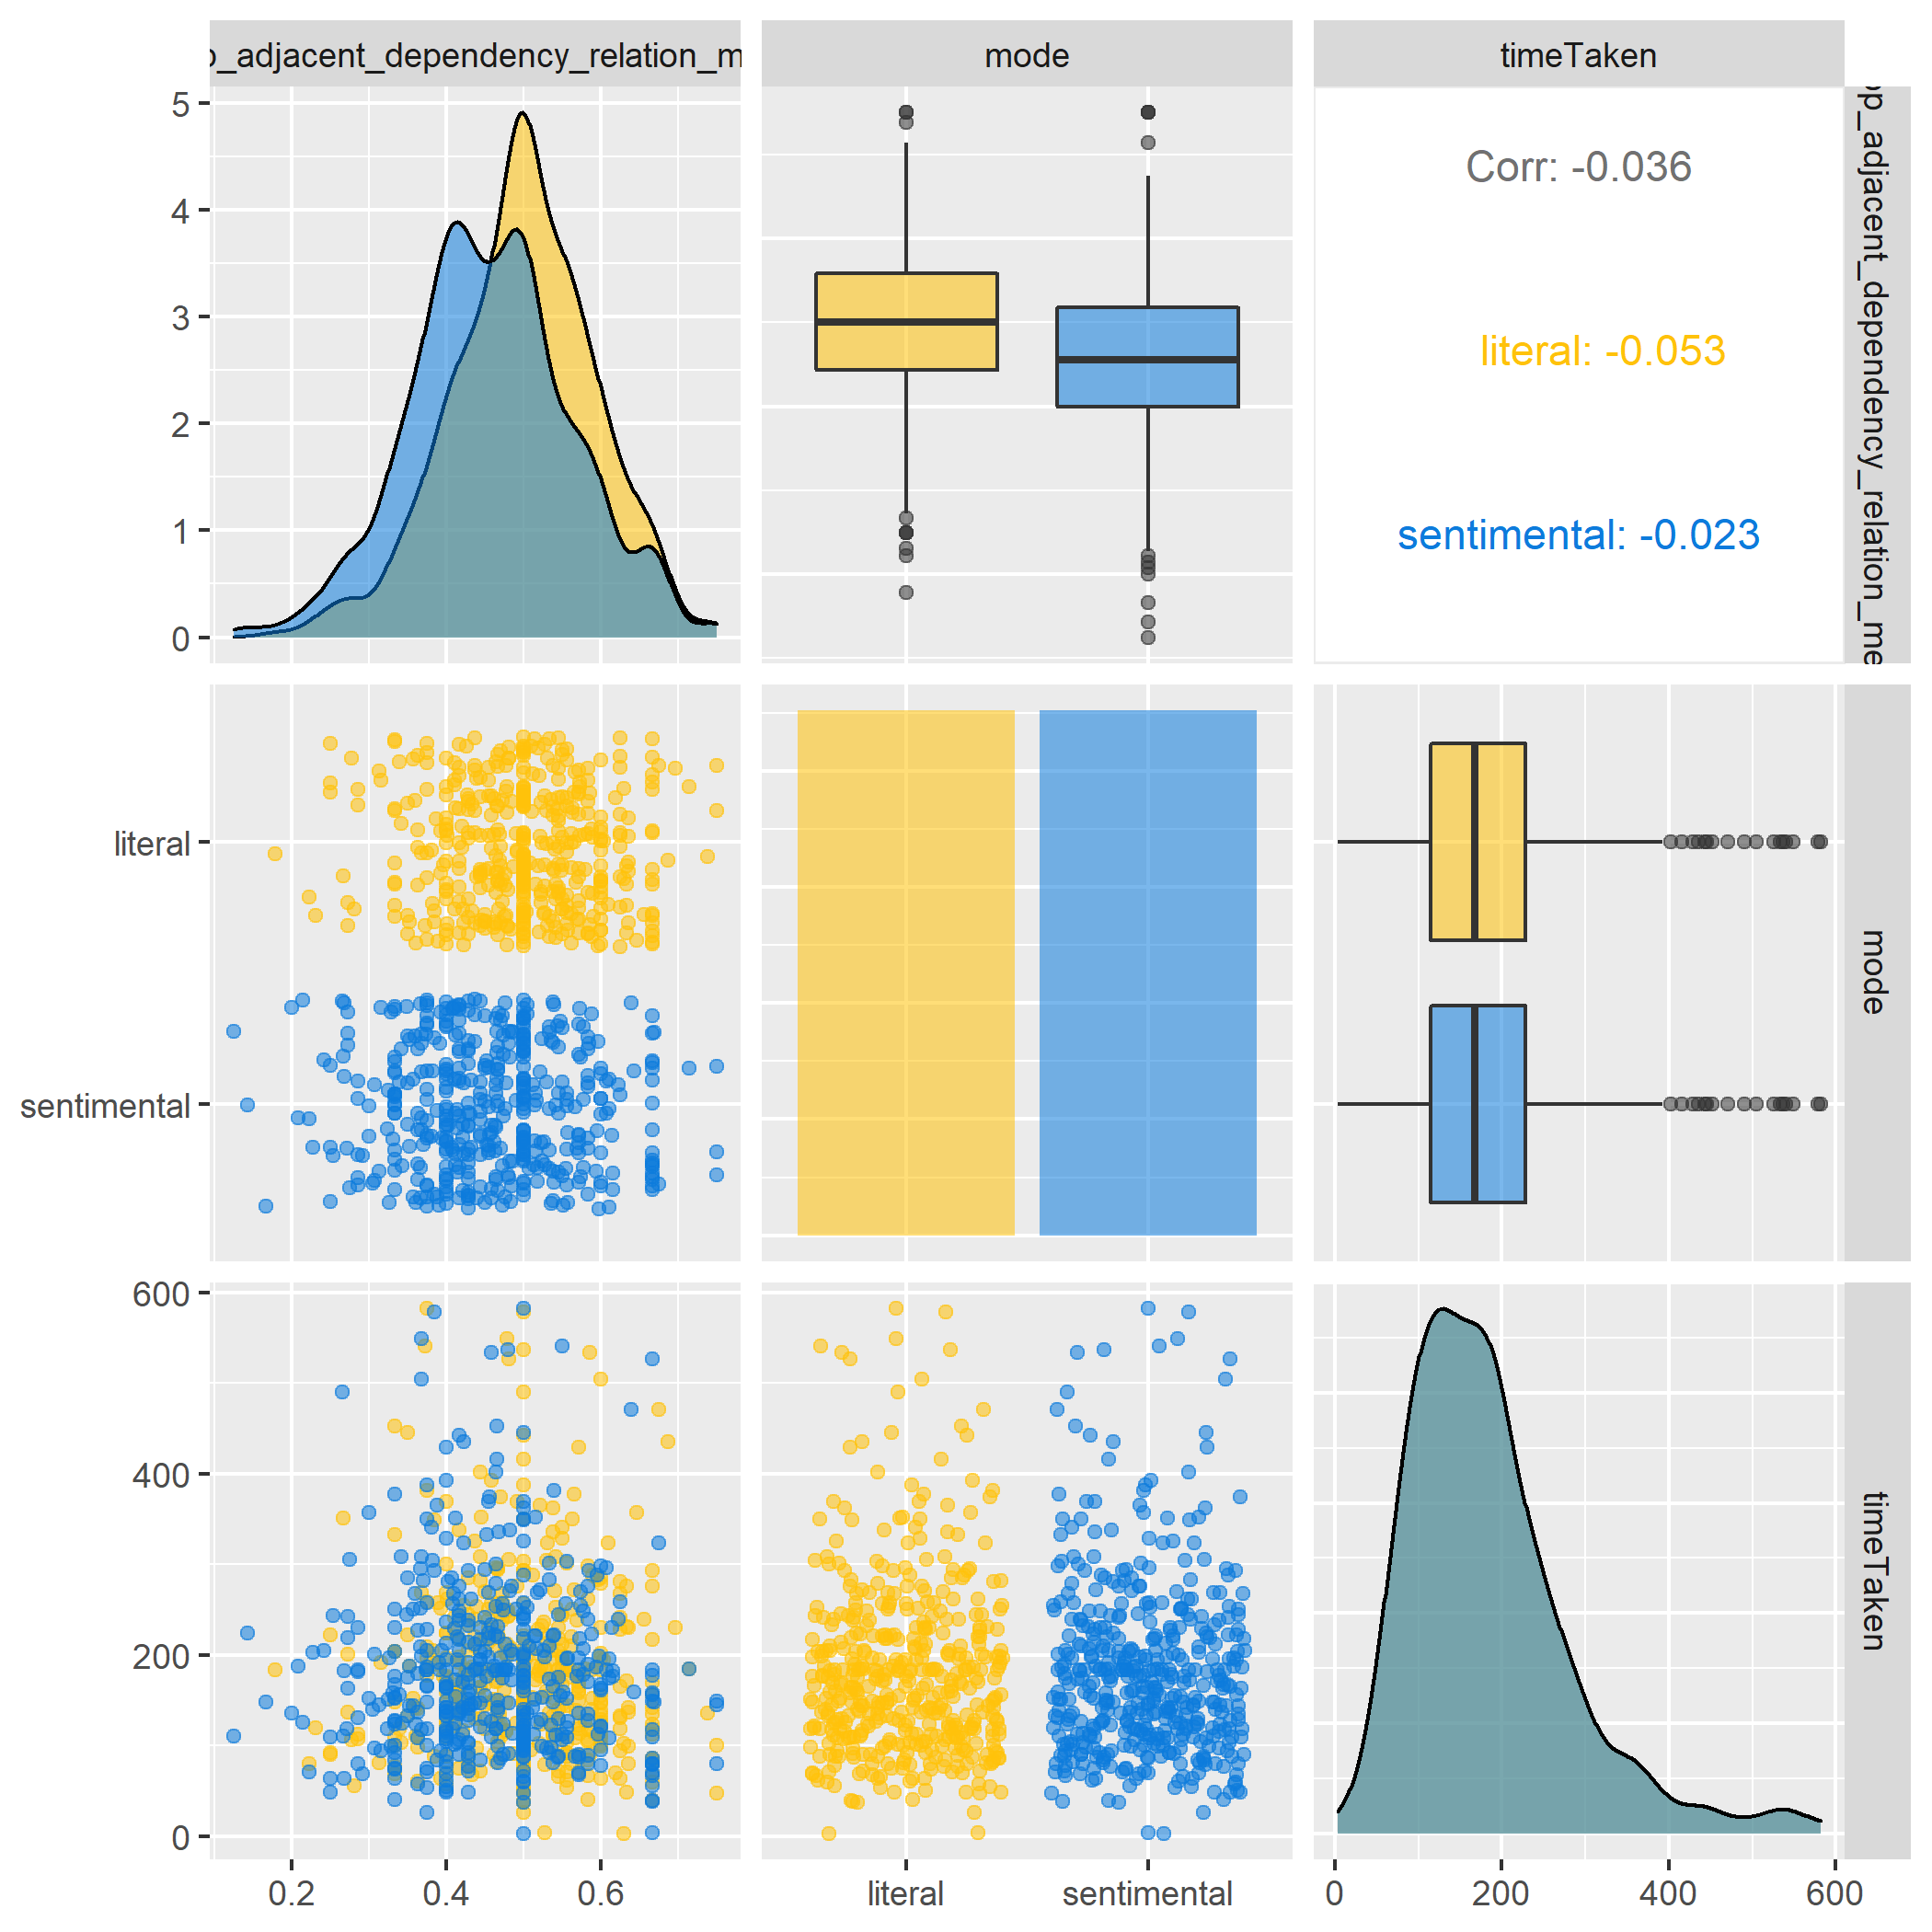 _adjacent_dependency_relation_m
mode
timeTaken
5
4
3
2
1
0
Corr: -0.036
literal: -0.053
sentimental: -0.023
p_adjacent_dependency_relation_me
literal
sentimental
mode
600
400
200
0
timeTaken
0.2
0.4
0.6
literal
sentimental
0
200
400
600